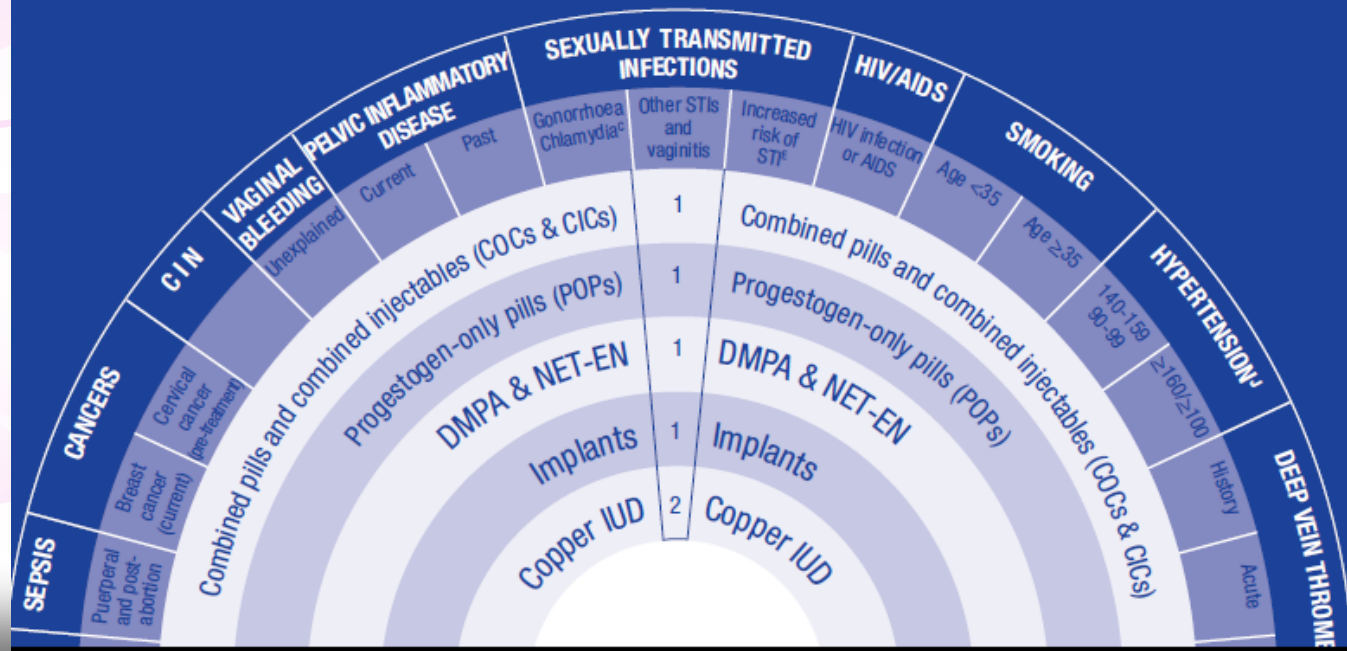 SEPSIS
Puerperal
and post-
abortion
CANCERS
Breast
cancer
(current)
Cervical
cancer
(pre-treatment)
CIN
VAGINAL
BLEEDING
Unexplained
PELVIC INFLAMMATORY
DISEASE
Current
Past
SEXUALLY TRANSMITTED
INFECTIONS
Gonorrhoea
Chlamydiaᶜ
Other STIs
and
vaginitis
Increased
risk of
STIᴱ
HIV/AIDS
HIV infection
or AIDS
SMOKING
Age <35
Age ≥35
HYPERTENSIONᴶ
140-159
90-99
≥160/≥100
DEEP VEIN THROME
History
Acute
Combined pills and combined injectables (COCs & CICs)
1
Combined pills and combined injectables (COCs & CICs)
Progestogen-only pills (POPs)
1
Progestogen-only pills (POPs)
DMPA & NET-EN
1
DMPA & NET-EN
Implants
1
Implants
Copper IUD
2
Copper IUD